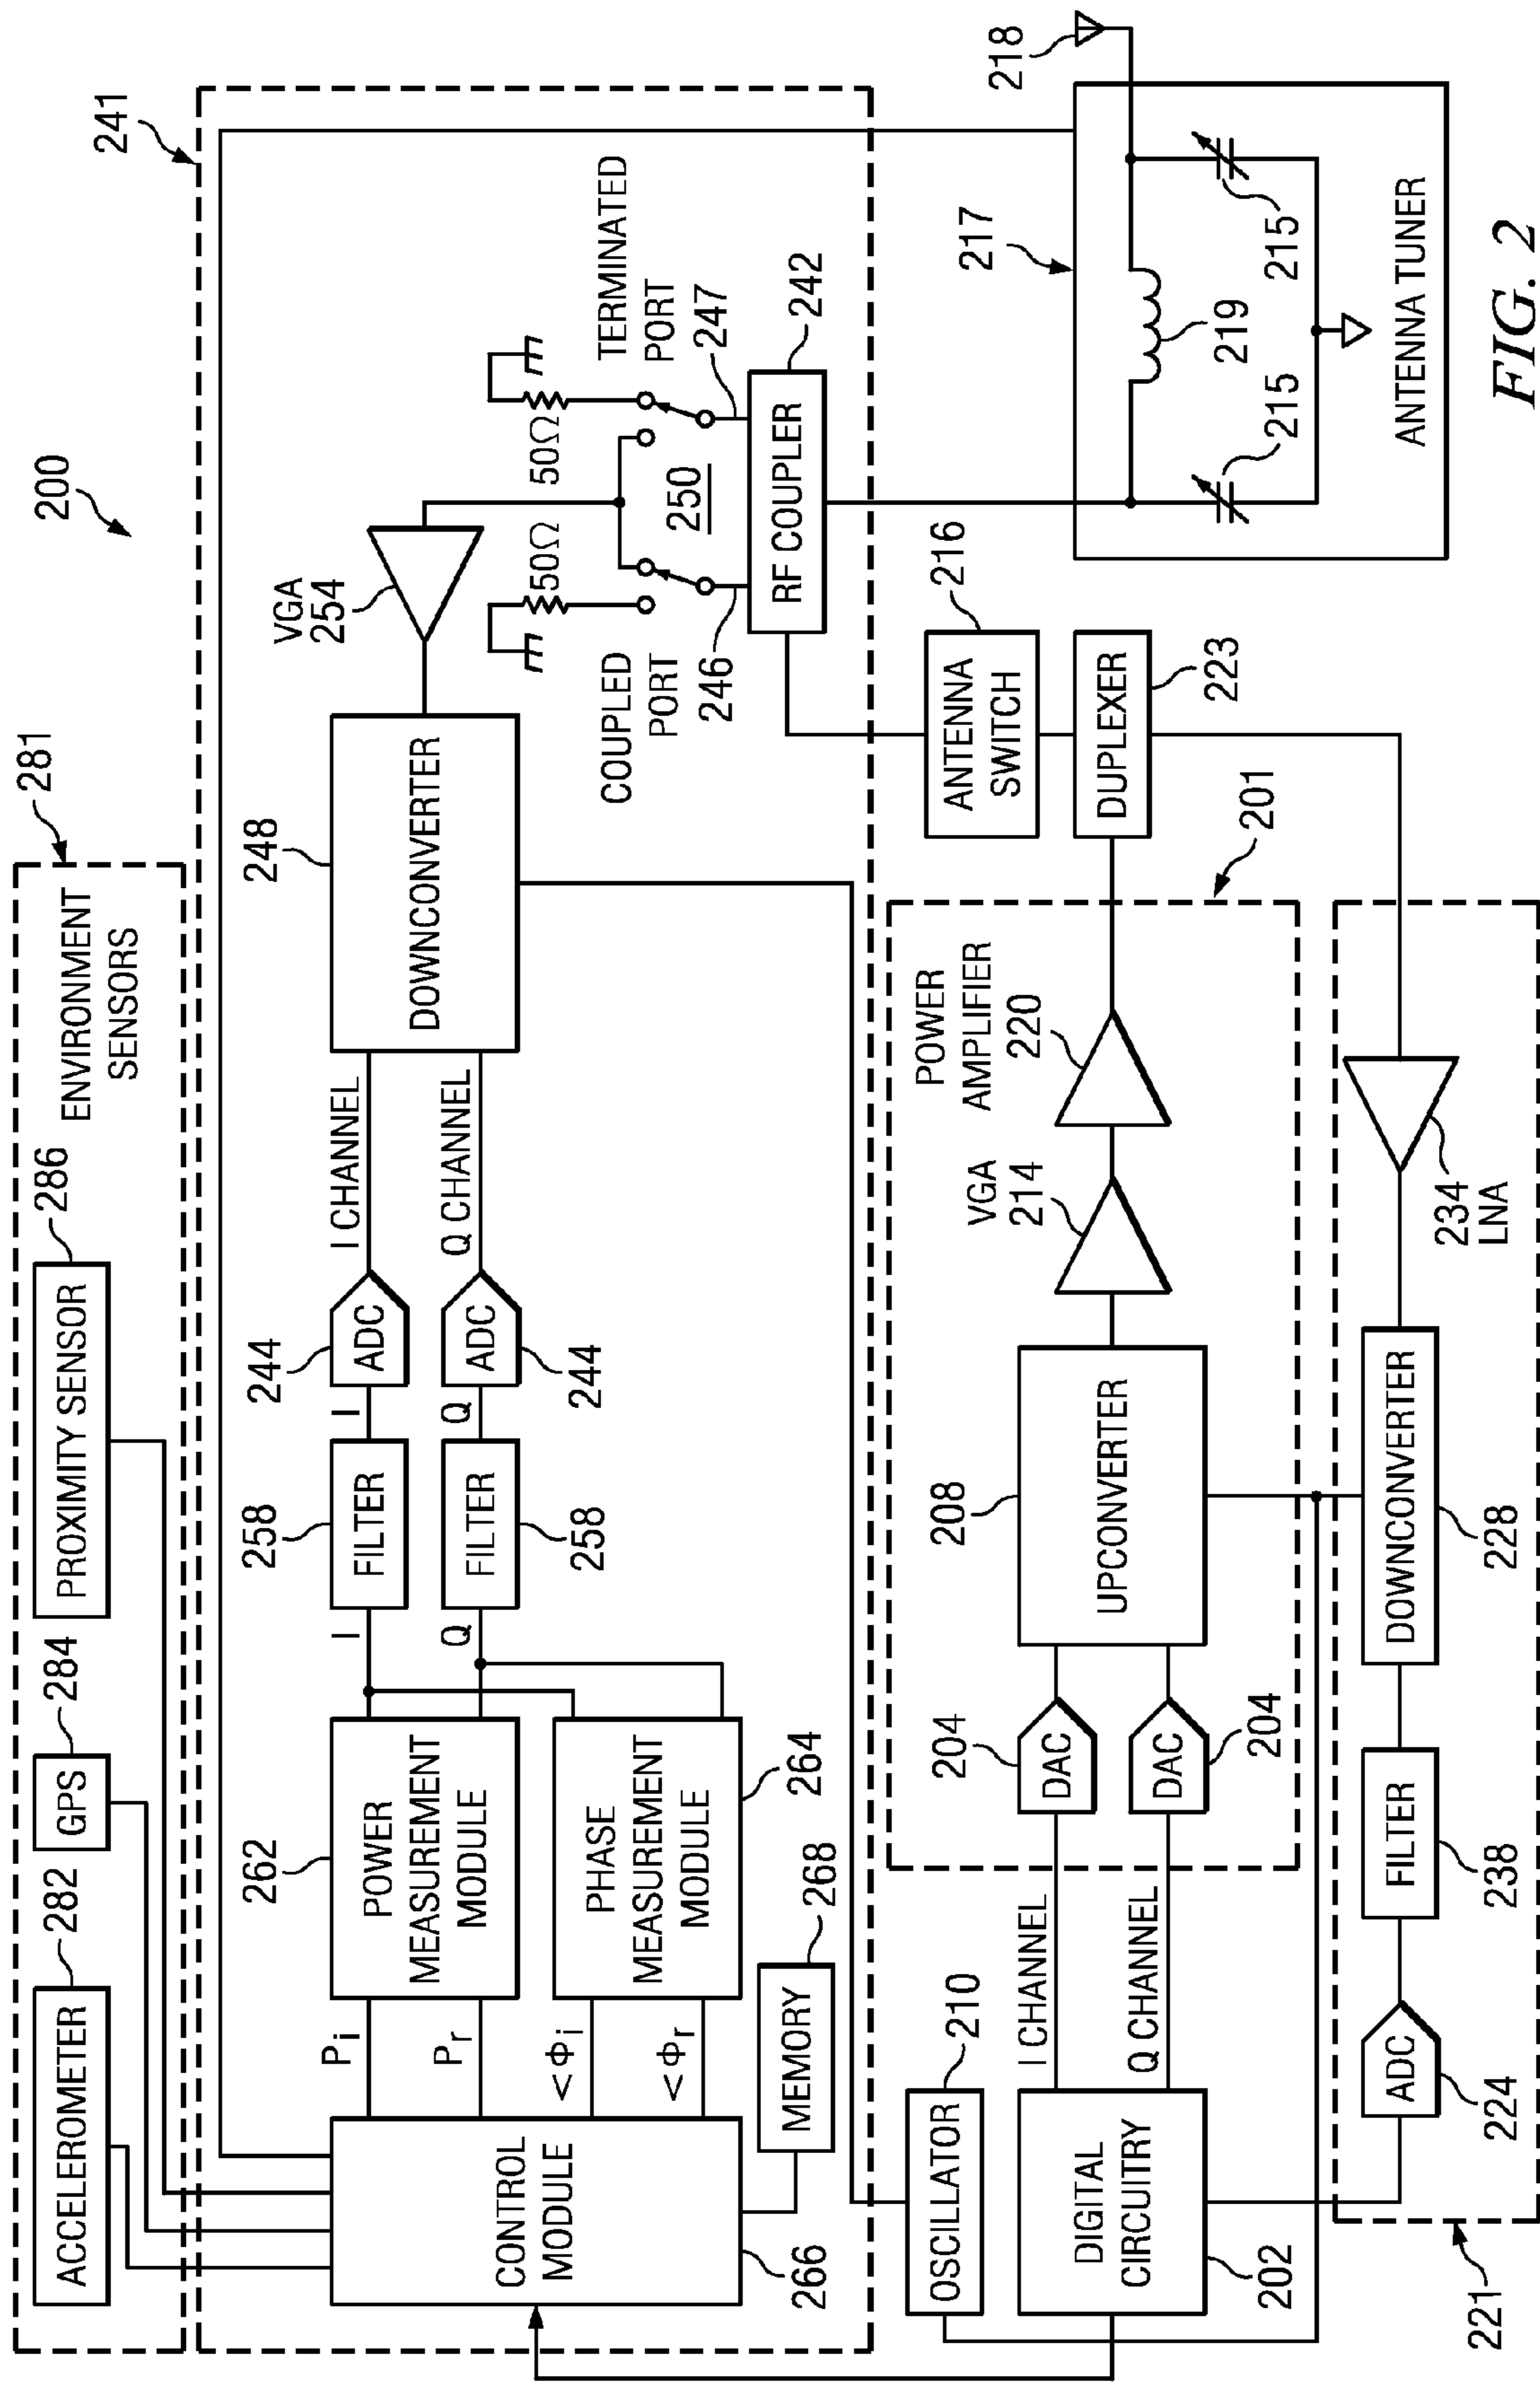 200
281
ENVIRONMENT
SENSORS
ACCELEROMETER
282
GPS
284
PROXIMITY SENSOR
286
241
CONTROL
MODULE
266
P i
P r
<Φ i
<Φ r
MEMORY
268
262
POWER
MEASUREMENT
MODULE
PHASE
MEASUREMENT
MODULE
264
I
Q
258
FILTER
FILTER
258
I
Q
244
ADC
ADC
244
I CHANNEL
Q CHANNEL
248
DOWNCONVERTER
VGA
254
50Ω
50Ω
COUPLED
PORT
246
250
TERMINATED
PORT
247
RF COUPLER
242
OSCILLATOR
210
DIGITAL
CIRCUITRY
202
I CHANNEL
Q CHANNEL
204
DAC
DAC
204
208
UPCONVERTER
VGA
214
POWER
AMPLIFIER
220
201
ANTENNA
SWITCH
216
DUPLEXER
223
217
218
219
215
215
ANTENNA TUNER
221
ADC
224
FILTER
238
DOWNCONVERTER
228
234
LNA
FIG. 2